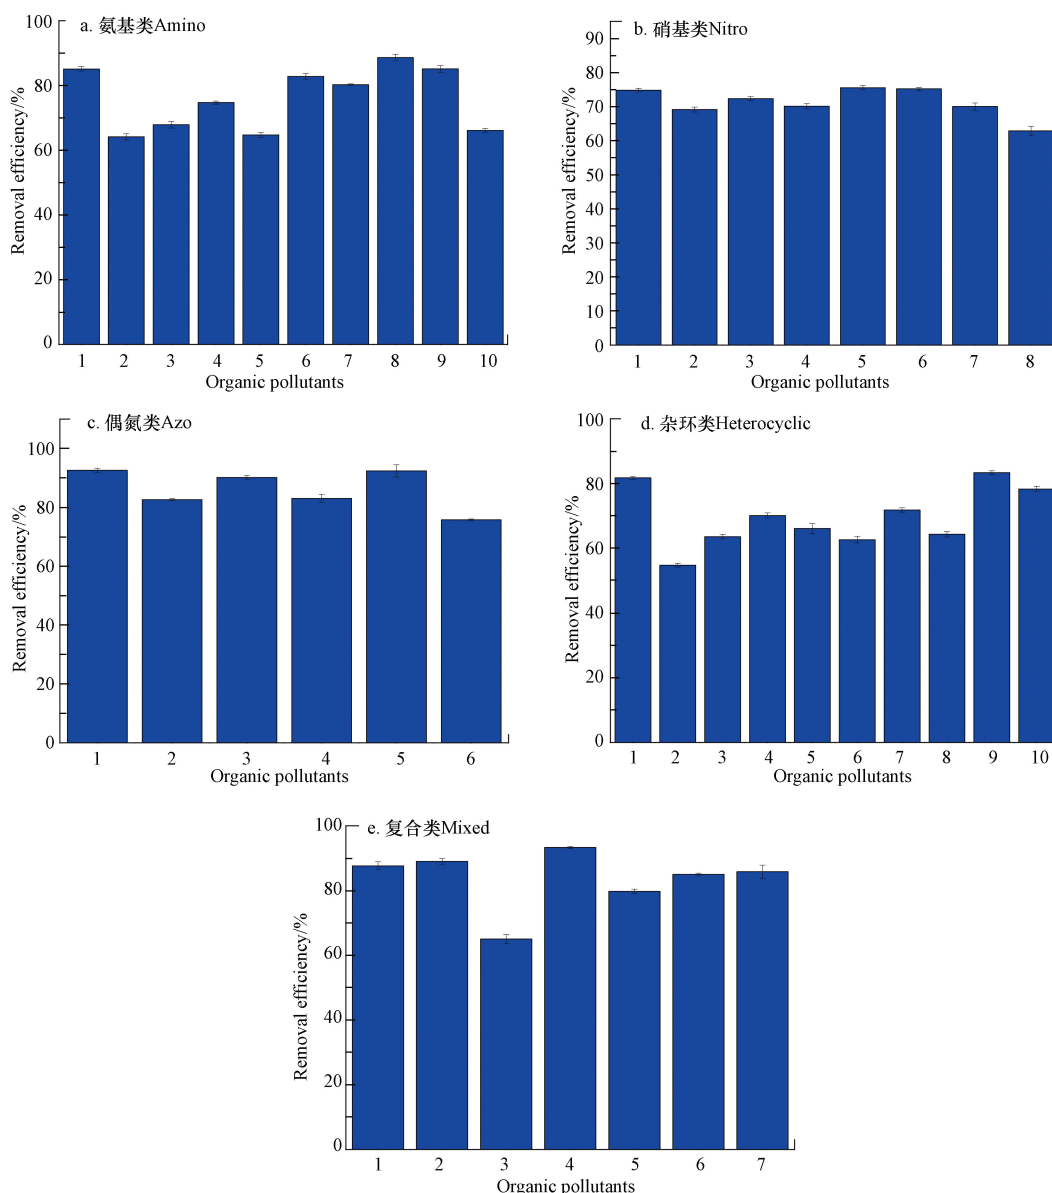 a. 氨基类Amino
Removal efficiency/%
100
80
60
40
20
0
1 2 3 4 5 6 7 8 9 10
Organic pollutants
b. 硝基类Nitro
Removal efficiency/%
90
80
70
60
50
40
30
20
10
0
1 2 3 4 5 6 7 8
Organic pollutants
c. 偶氮类Azo
Removal efficiency/%
100
80
60
40
20
0
1 2 3 4 5 6
Organic pollutants
d. 杂环类Heterocyclic
Removal efficiency/%
100
80
60
40
20
0
1 2 3 4 5 6 7 8 9 10
Organic pollutants
e. 复合类Mixed
Removal efficiency/%
100
80
60
40
20
0
1 2 3 4 5 6 7
Organic pollutants